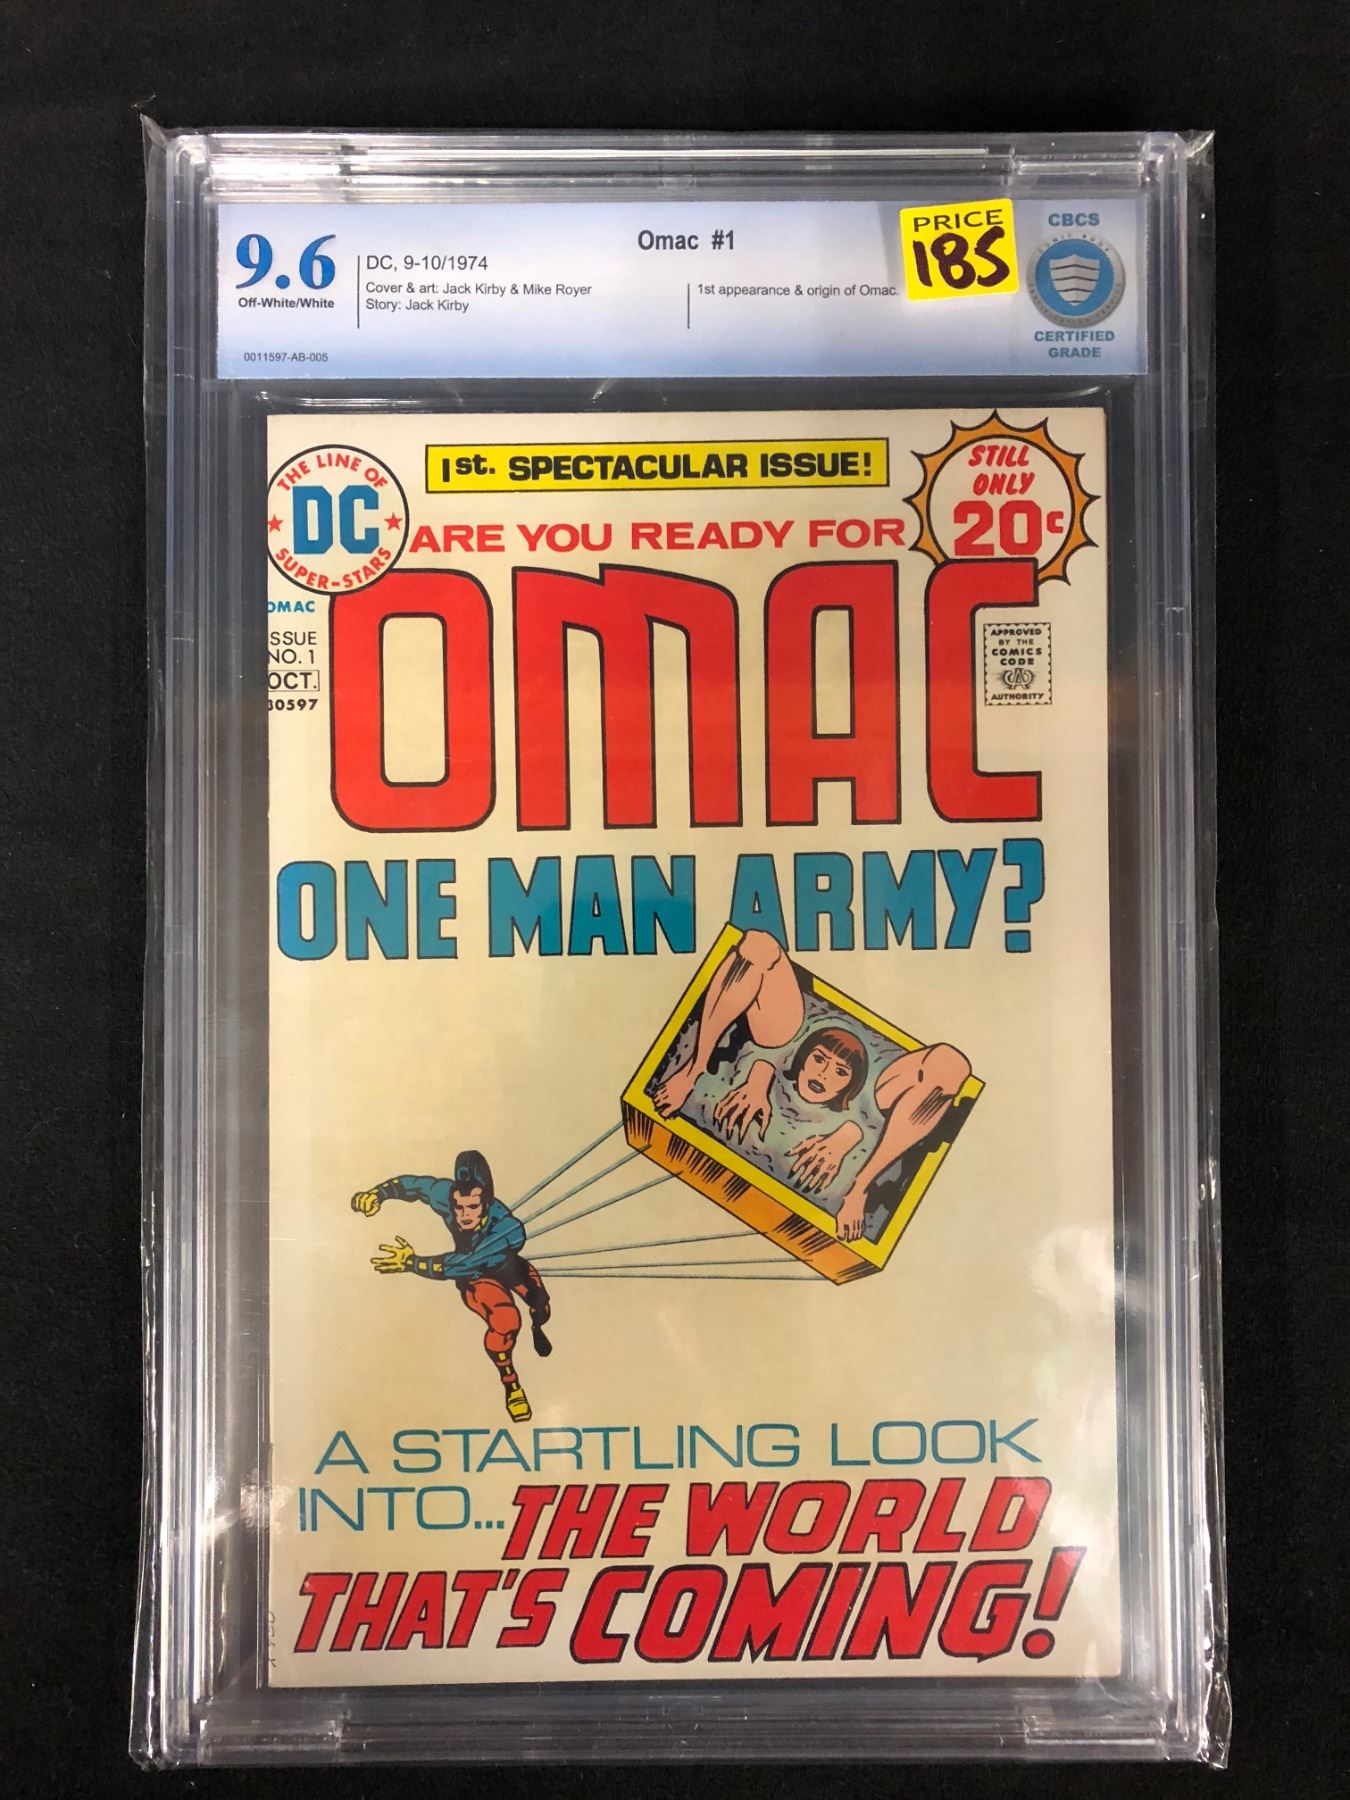 9.6
Off-White/White
0011597-AB-005
DC, 9-10/1974
Cover & art: Jack Kirby & Mike Royer
Story: Jack Kirby
Omac #1
1st appearance & origin of Omac.
PRICE
185
CBCS
CERTIFIED
GRADE
1st. SPECTACULAR ISSUE!
THE LINE OF
DC
SUPER-STARS
STILL
ONLY
20c
ARE YOU READY FOR
OMAC
OMAC
ISSUE
NO. 1
OCT.
30597
APPROVED
BY THE
COMICS
CODE
AUTHORITY
ONE MAN ARMY?
A STARTLING LOOK
INTO... THE WORLD
THAT'S COMING!